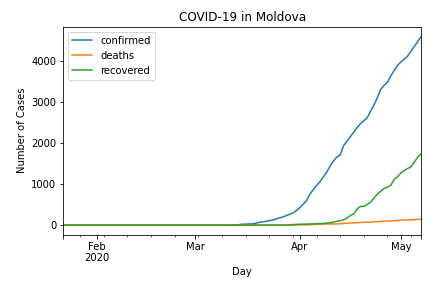 COVID-19 in Moldova
confirmed
deaths
recovered
Number of Cases
4000
3000
2000
1000
0
Feb
2020
Mar
Apr
May
Day